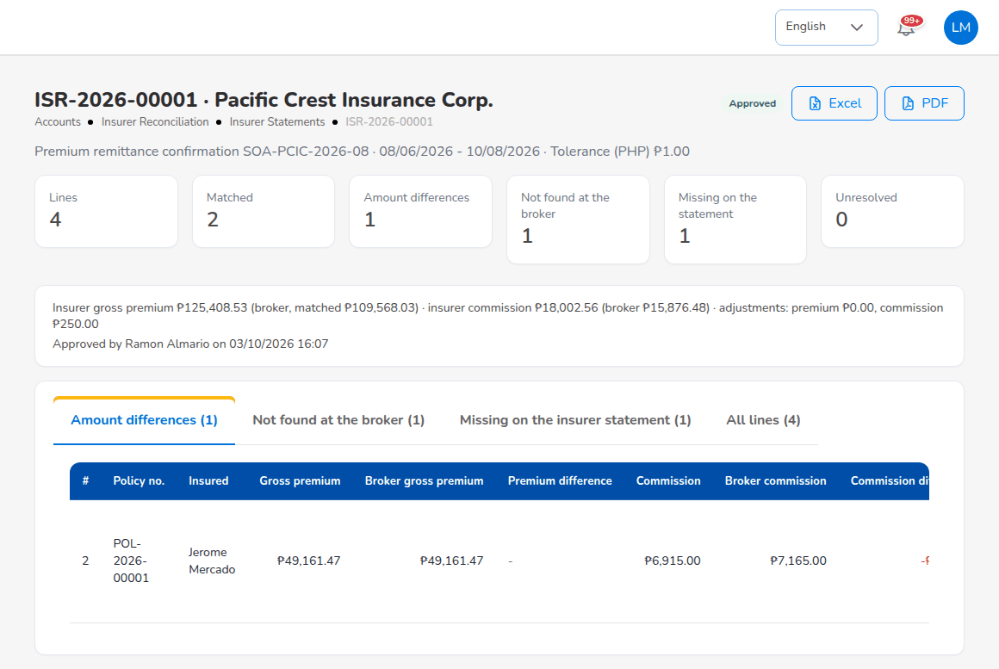 English
99+
LM
ISR-2026-00001 · Pacific Crest Insurance Corp.
Accounts • Insurer Reconciliation • Insurer Statements • ISR-2026-00001
Approved
Excel
PDF
Premium remittance confirmation SOA-PCIC-2026-08 · 08/06/2026 - 10/08/2026 · Tolerance (PHP) ₱1.00
Lines
4
Matched
2
Amount differences
1
Not found at the
broker
1
Missing on the
statement
1
Unresolved
0
Insurer gross premium ₱125,408.53 (broker, matched ₱109,568.03) · insurer commission ₱18,002.56 (broker ₱15,876.48) · adjustments: premium ₱0.00, commission
₱250.00
Approved by Ramon Almario on 03/10/2026 16:07
Amount differences (1) Not found at the broker (1) Missing on the insurer statement (1) All lines (4)
# Policy no. Insured Gross premium Broker gross premium Premium difference Commission Broker commission Commission di
2 POL-2026-00001 Jerome Mercado ₱49,161.47 ₱49,161.47 - ₱6,915.00 ₱7,165.00 -₱